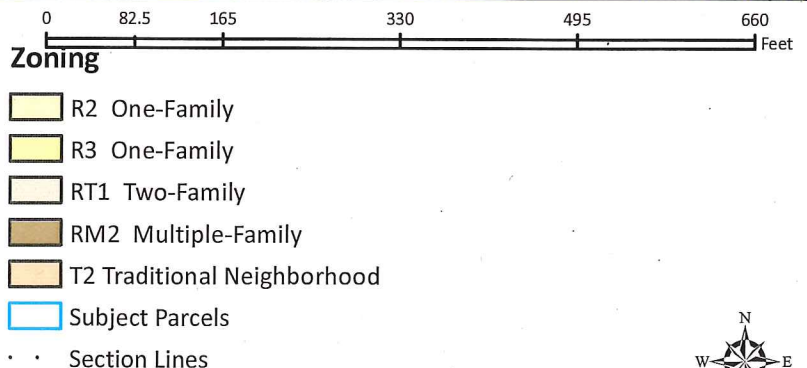 0 82.5 165 330 495 660
Feet
Zoning
R2 One-Family
R3 One-Family
RT1 Two-Family
RM2 Multiple-Family
T2 Traditional Neighborhood
Subject Parcels
Section Lines
N
W E